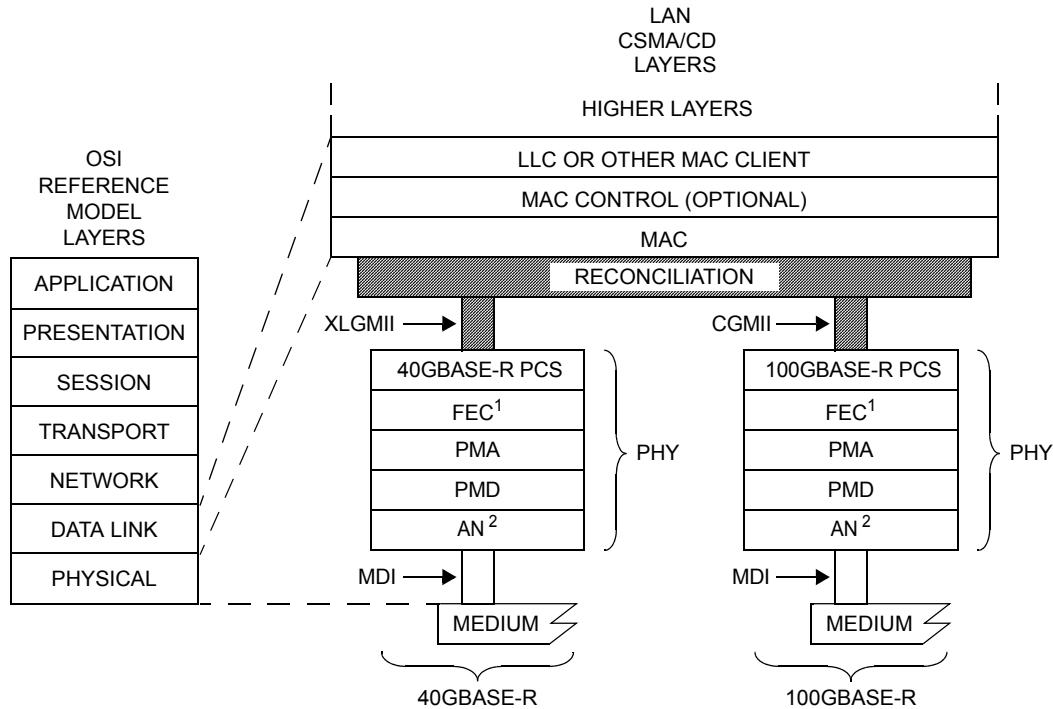 LAN
CSMA/CD
LAYERS
HIGHER LAYERS
LLC OR OTHER MAC CLIENT
MAC CONTROL (OPTIONAL)
MAC
RECONCILIATION
OSI
REFERENCE
MODEL
LAYERS
APPLICATION
PRESENTATION
SESSION
TRANSPORT
NETWORK
DATA LINK
PHYSICAL
XLGMII
40GBASE-R PCS
FEC1
PMA
PMD
AN 2
PHY
MDI
MEDIUM
40GBASE-R
CGMII
100GBASE-R PCS
FEC1
PMA
PMD
AN 2
PHY
MDI
MEDIUM
100GBASE-R